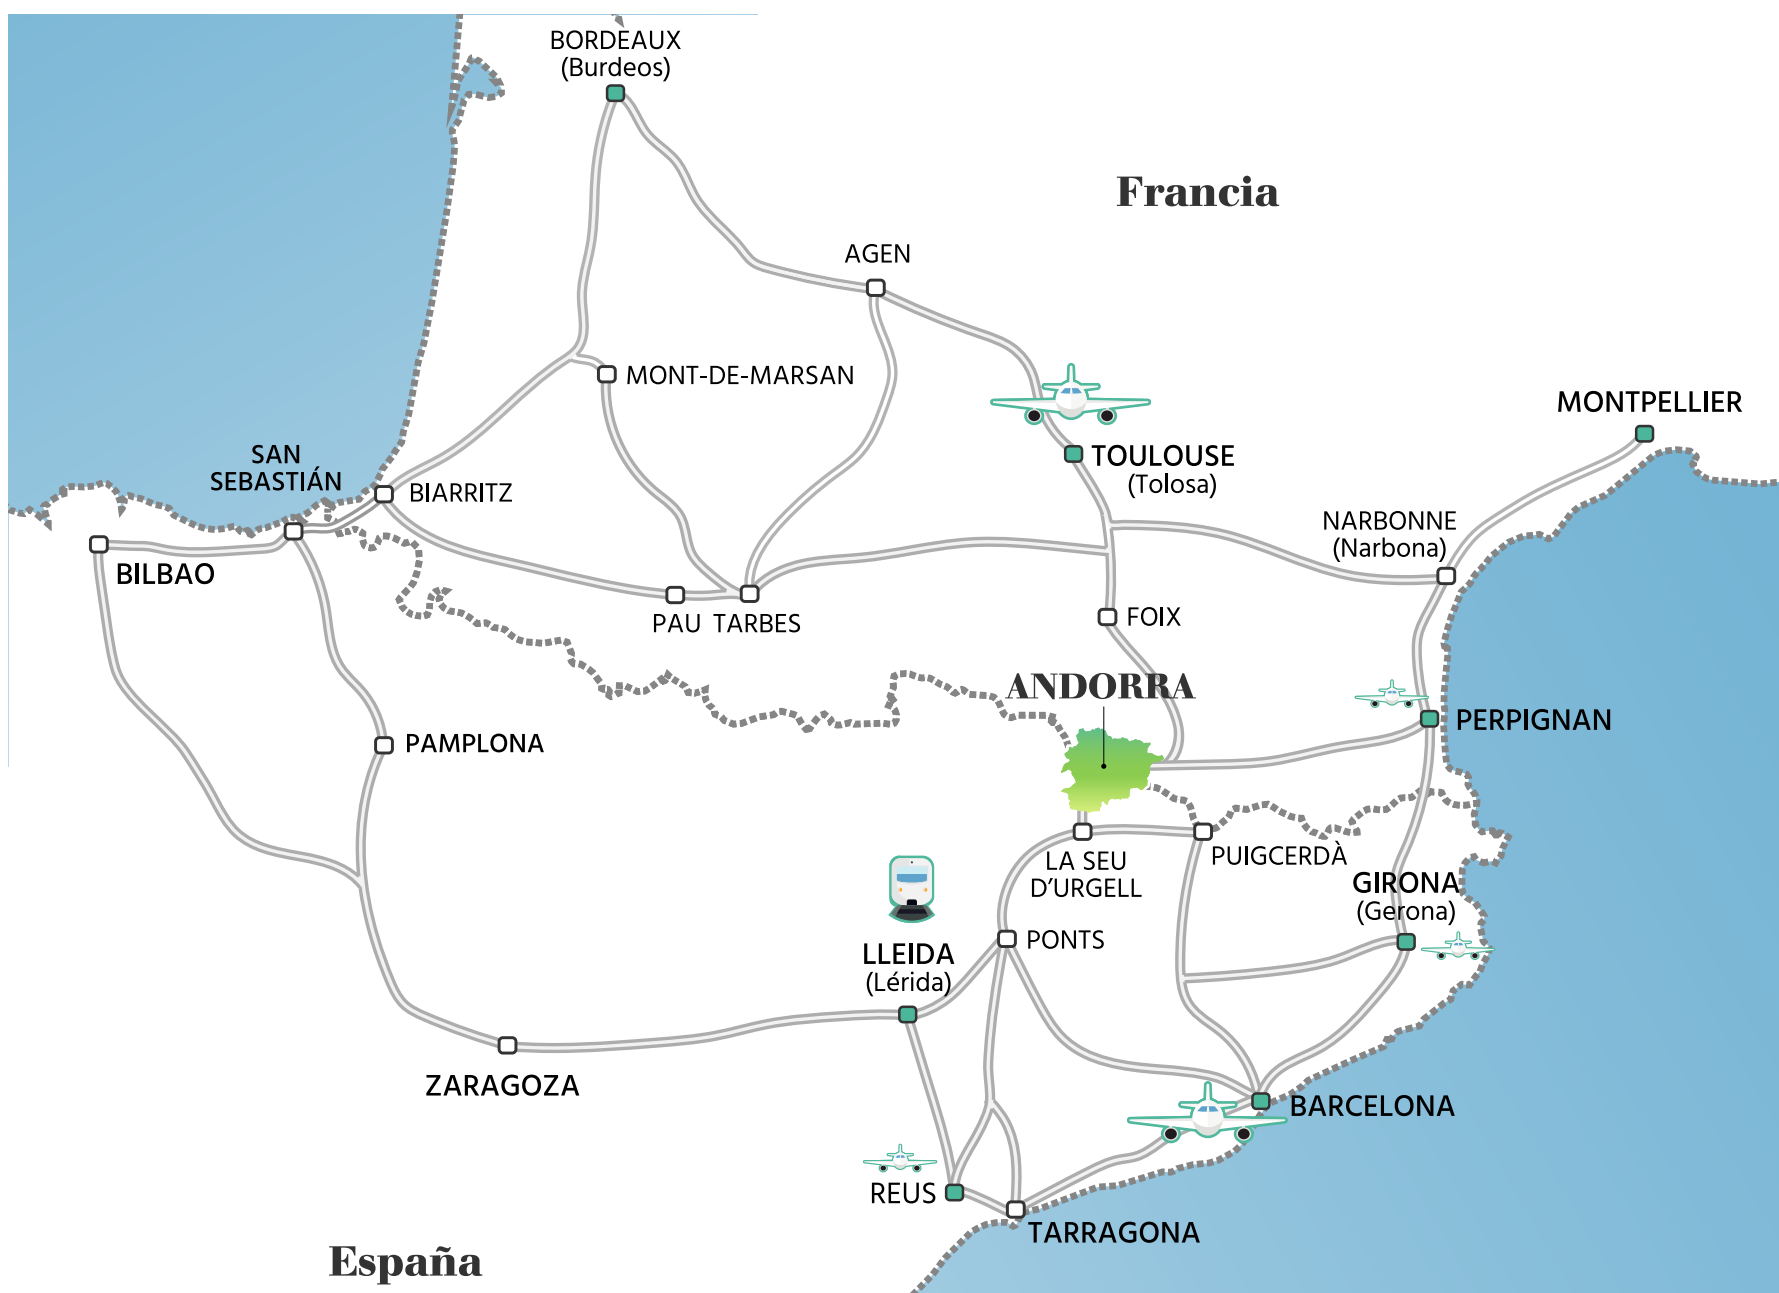 BORDEAUX
(Burdeos)
Francia
AGEN
MONT-DE-MARSAN
MONTPELLIER
SAN
SEBASTIÁN
BIARRITZ
TOULOUSE
(Tolosa)
NARBONNE
(Narbona)
BILBAO
PAU
TARBES
FOIX
ANDORRA
PERPIGNAN
PAMPLONA
LA SEU
D'URGELL
PUIGCERDÀ
GIRONA
(Gerona)
PONTS
LLEIDA
(Lérida)
ZARAGOZA
BARCELONA
REUS
TARRAGONA
España